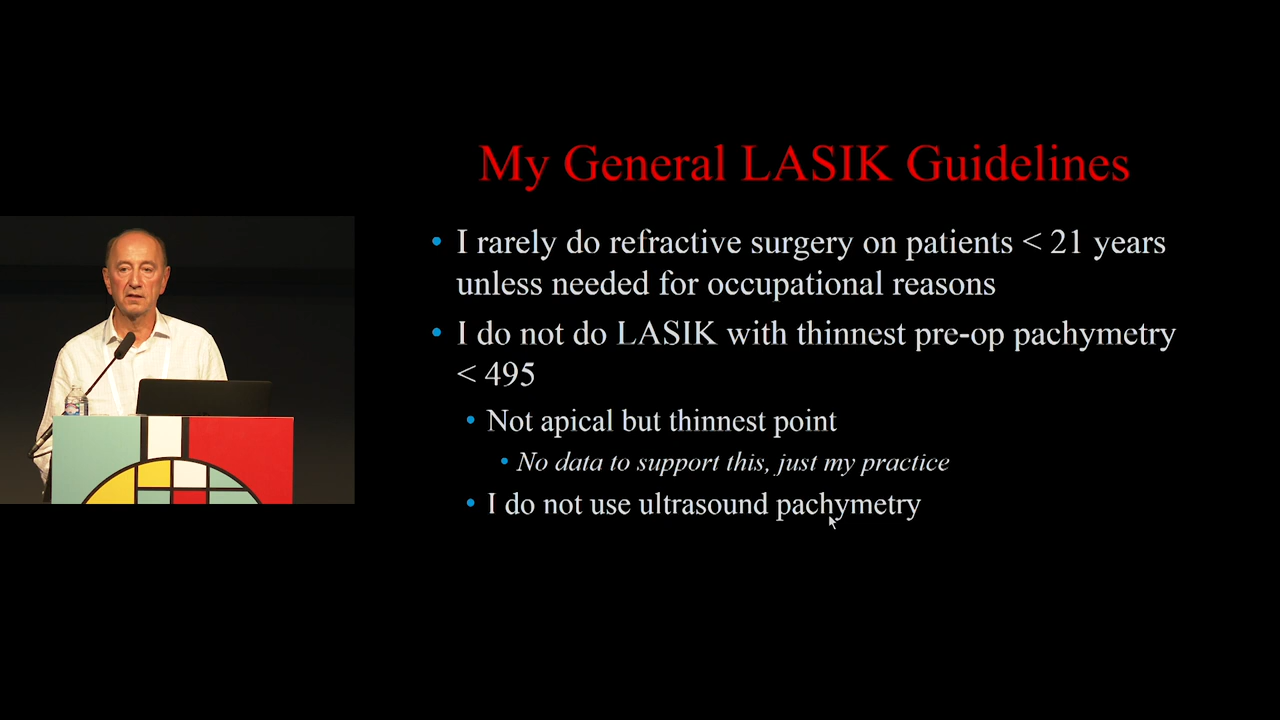 My General LASIK Guidelines
• I rarely do refractive surgery on patients < 21 years
unless needed for occupational reasons
• I do not do LASIK with thinnest pre-op pachymetry
< 495
• Not apical but thinnest point
• No data to support this, just my practice
• I do not use ultrasound pachymetry